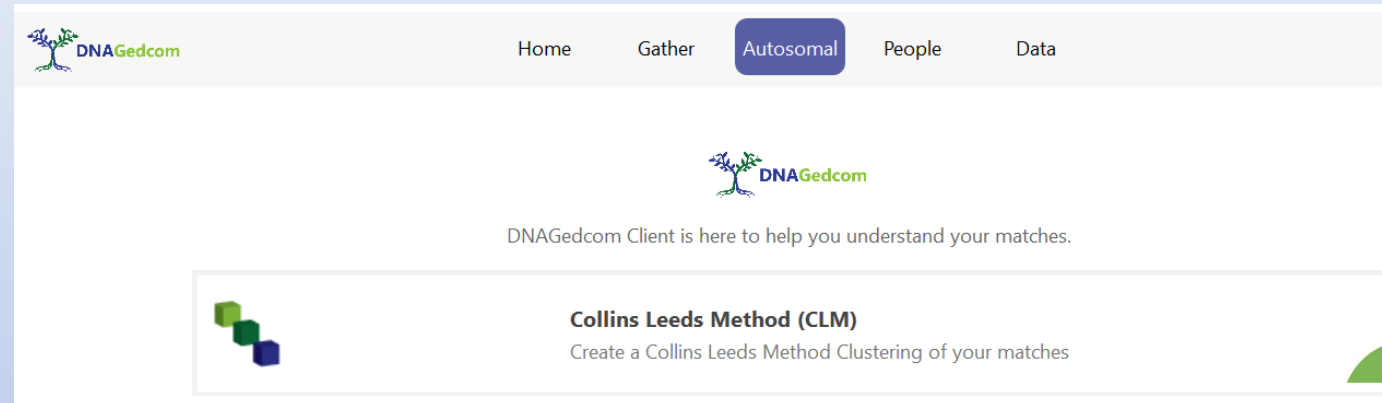 DNAGedcom
Home Gather Autosomal People Data
DNAGedcom
DNAGedcom Client is here to help you understand your matches.
Collins Leeds Method (CLM)
Create a Collins Leeds Method Clustering of your matches